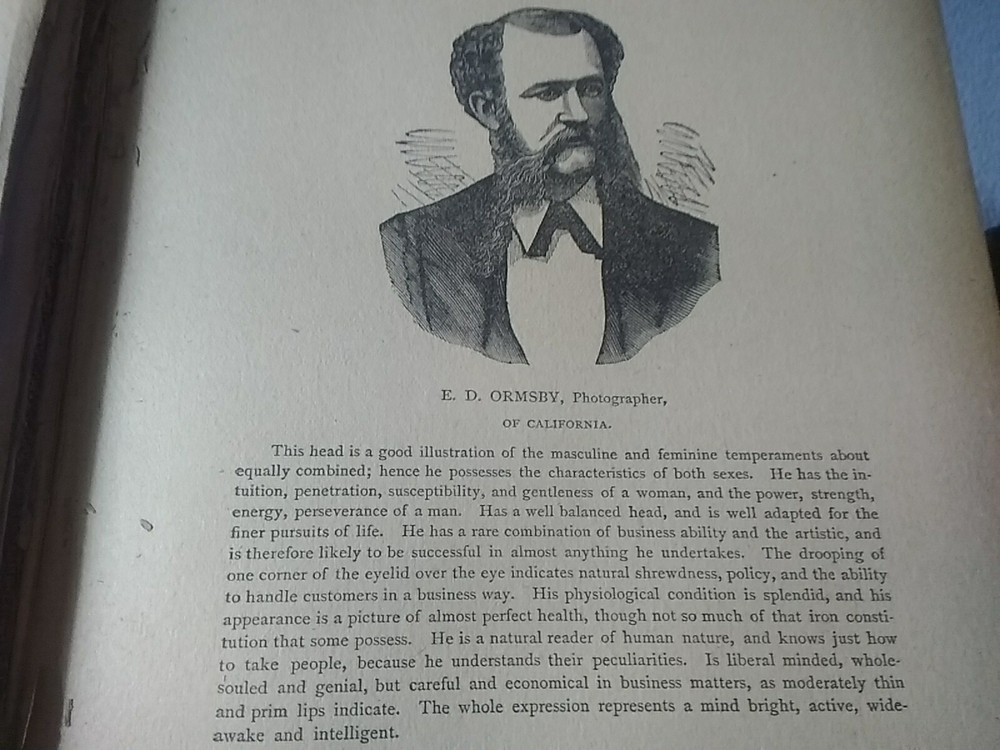 E. D. ORMSBY, Photographer,
OF CALIFORNIA.
This head is a good illustration of the masculine and feminine temperaments about
equally combined; hence he possesses the characteristics of both sexes. He has the in-
tuition, penetration, susceptibility, and gentleness of a woman, and the power, strength,
energy, perseverance of a man. Has a well balanced head, and is well adapted for the
finer pursuits of life. He has a rare combination of business ability and the artistic, and
is therefore likely to be successful in almost anything he undertakes. The drooping of
one corner of the eyelid over the eye indicates natural shrewdness, policy, and the ability
to handle customers in a business way. His physiological condition is splendid, and his
appearance is a picture of almost perfect health, though not so much of that iron consti-
tution that some possess. He is a natural reader of human nature, and knows just how
to take people, because he understands their peculiarities. Is liberal minded, whole-
souled and genial, but careful and economical in business matters, as moderately thin
and prim lips indicate. The whole expression represents a mind bright, active, wide-
awake and intelligent.